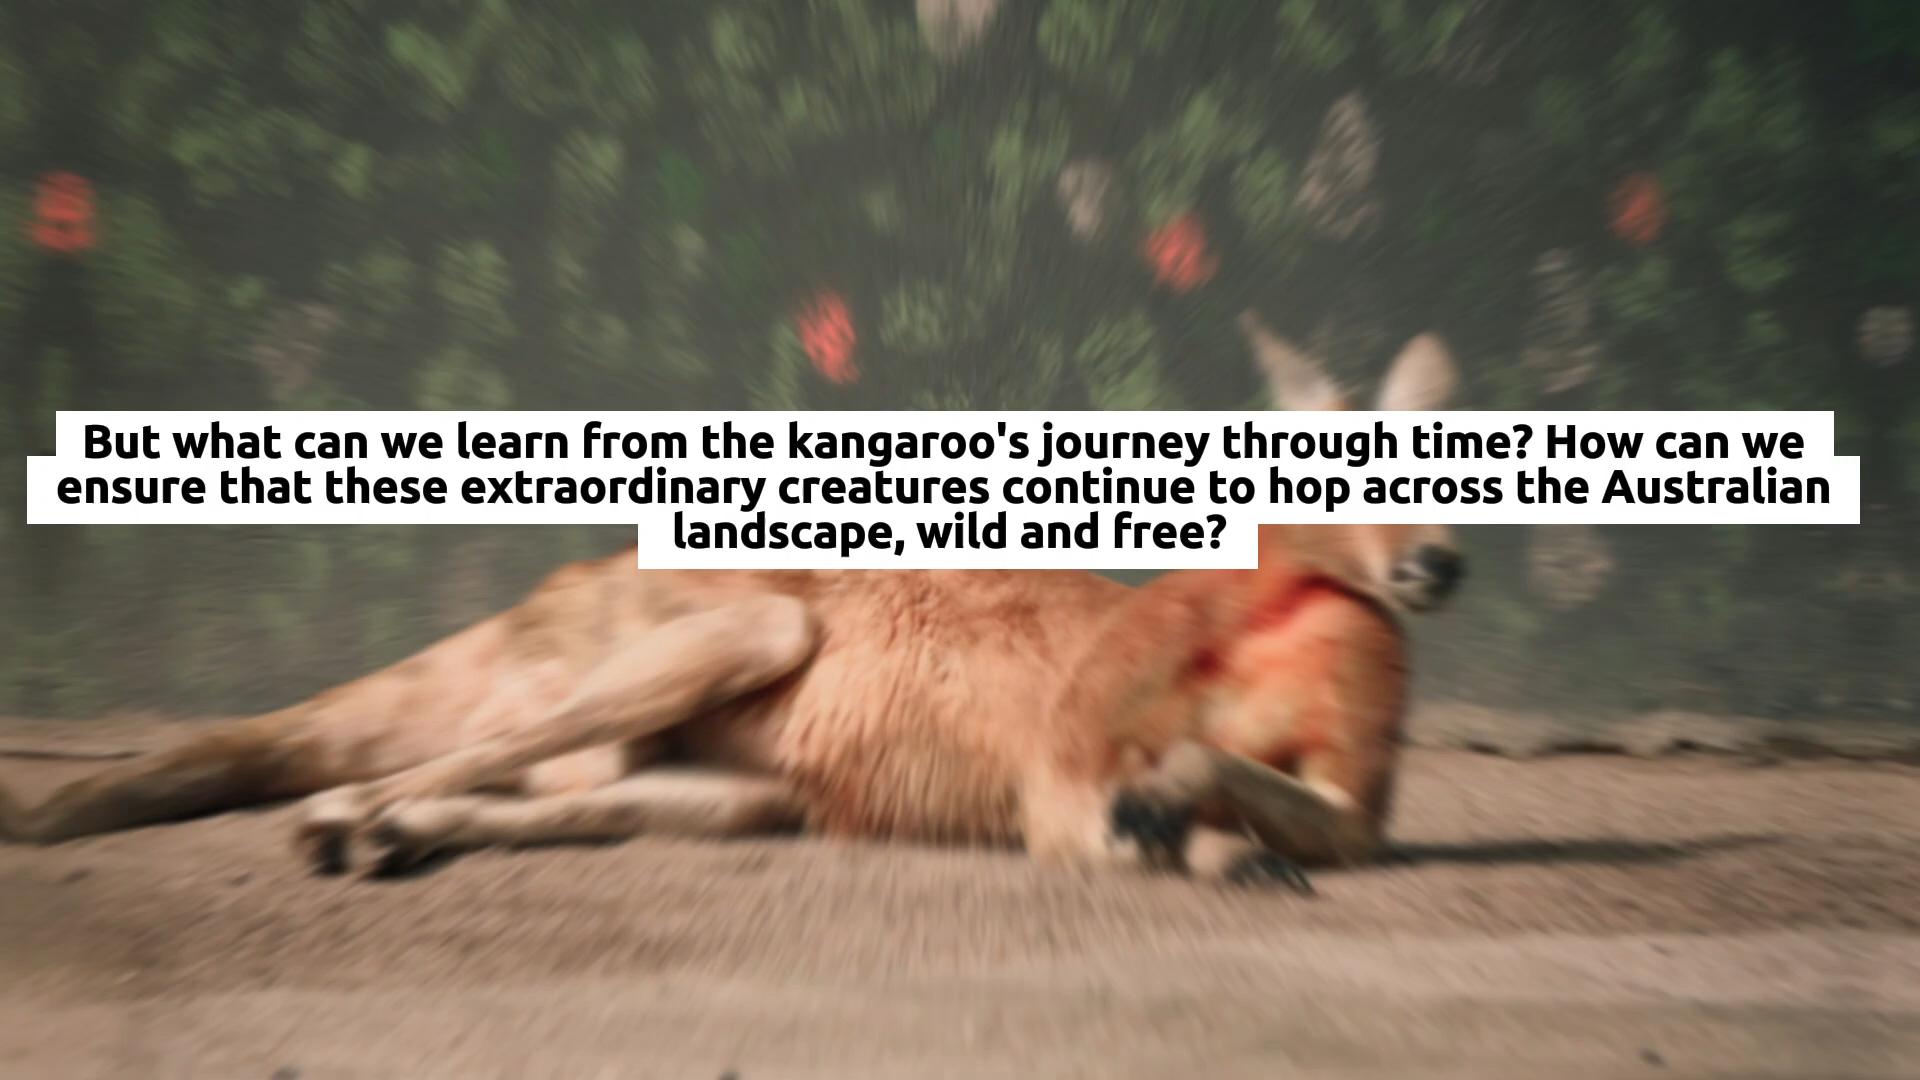 But what can we learn from the kangaroo's journey through time? How can we
ensure that these extraordinary creatures continue to hop across the Australian
landscape, wild and free?